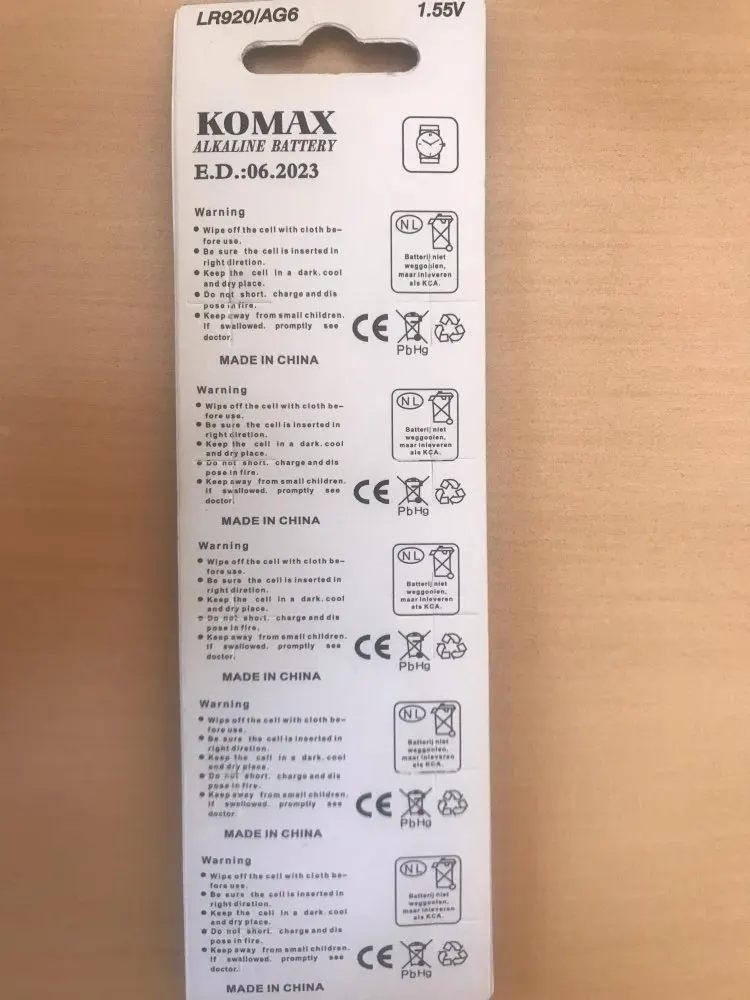 LR920/AG6 1.55V
KOMAX
ALKALINE BATTERY
E.D.:06.2023
Warning
• Wipe off the cell with cloth be-
fore use.
• Be sure the cell is inserted in
right diretion.
• Keep the cell in a dark. cool
and dry place.
• Do not short. charge and dis
pose in fire.
• Keep away from small children.
If swallowed. promptly see
doctor.
NL
Batterij niet
weggooien,
maar inleveren
als KCA.
CE
PbHg
MADE IN CHINA
Warning
• Wipe off the cell with cloth be-
fore use.
• Be sure the cell is inserted in
right diretion.
• Keep the cell in a dark. cool
and dry place.
• Do not short. charge and dis
pose in fire.
• Keep away from small children.
If swallowed. promptly see
doctor.
NL
Batterij niet
weggooien,
maar inleveren
als KCA.
CE
PbHg
MADE IN CHINA
Warning
• Wipe off the cell with cloth be-
fore use.
• Be sure the cell is inserted in
right diretion.
• Keep the cell in a dark. cool
and dry place.
• Do not short. charge and dis
pose in fire.
• Keep away from small children.
If swallowed. promptly see
doctor.
NL
Batterij niet
weggooien,
maar inleveren
als KCA.
CE
PbHg
MADE IN CHINA
Warning
• Wipe off the cell with cloth be-
fore use.
• Be sure the cell is inserted in
right diretion.
• Keep the cell in a dark. cool
and dry place.
• Do not short. charge and dis
pose in fire.
• Keep away from small children.
If swallowed. promptly see
doctor
NL
Batterij niet
weggooien,
maar inleveren
als KCA.
CE
PbHg
MADE IN CHINA
Warning
• Wipe off the cell with cloth be-
fore use.
• Be sure the cell is inserted in
right diretion.
• Keep the cell in a dark. cool
and dry place.
• Do not short. charge and dis
pose in fire.
• Keep away from small children.
If swallowed. promptly see
doctor.
NL
Batterij niet
weggooien,
maar inleveren
als KCA.
CE
PbHg
MADE IN CHINA